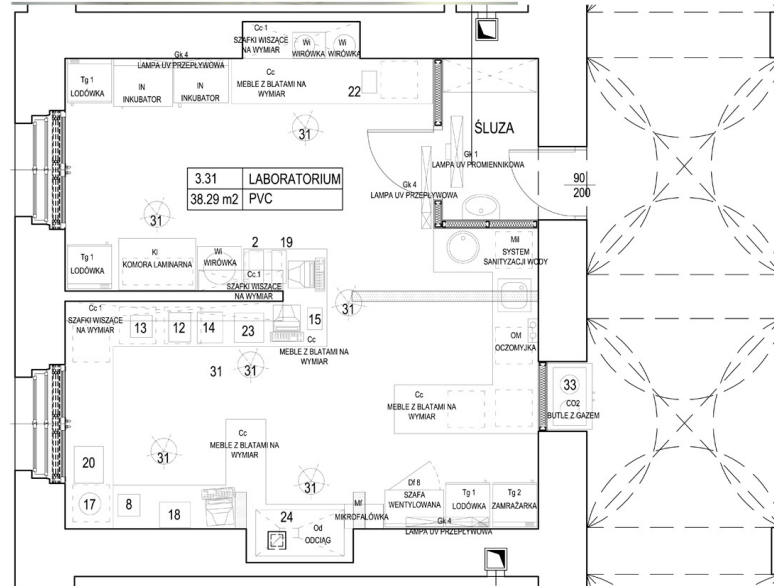 Cc 1
SZAFKI WISZĄCE
NA WYMIAR
Wi
WIRÓWKA
Wi
WIRÓWKA
Gk 4
LAMPA UV PRZEPŁYWOWA
Tg 1
LODÓWKA
IN
INKUBATOR
IN
INKUBATOR
Cc
MEBLE Z BLATAMI NA
WYMIAR
22
31
ŚLUZA
Gk 1
LAMPA UV PROMIENNIKOWA
Gk 4
LAMPA UV PRZEPŁYWOWA
90
200
3.31 LABORATORIUM
38.29 m2 PVC
31
Tg 1
LODÓWKA
Kl
KOMORA LAMINARNA
Wi
WIRÓWKA
2
19
Cc 1
SZAFKI WISZĄCE
NA WYMIAR
Mil
SYSTEM
SANITYZACJI WODY
Cc 1
SZAFKI WISZĄCE
NA WYMIAR
13
12
14
23
15
31
Cc
MEBLE Z BLATAMI NA
WYMIAR
OM
OCZOMYJKA
31
31
33
CO2
BUTLE Z GAZEM
Cc
MEBLE Z BLATAMI NA
WYMIAR
Cc
MEBLE Z BLATAMI NA
WYMIAR
31
20
17
8
18
31
24
Od
ODCIĄG
Mf
MIKROFALÓWKA
Df 8
SZAFA
WENTYLOWANA
Tg 1
LODÓWKA
Tg 2
ZAMRAŻARKA
Gk 4
LAMPA UV PRZEPŁYWOWA